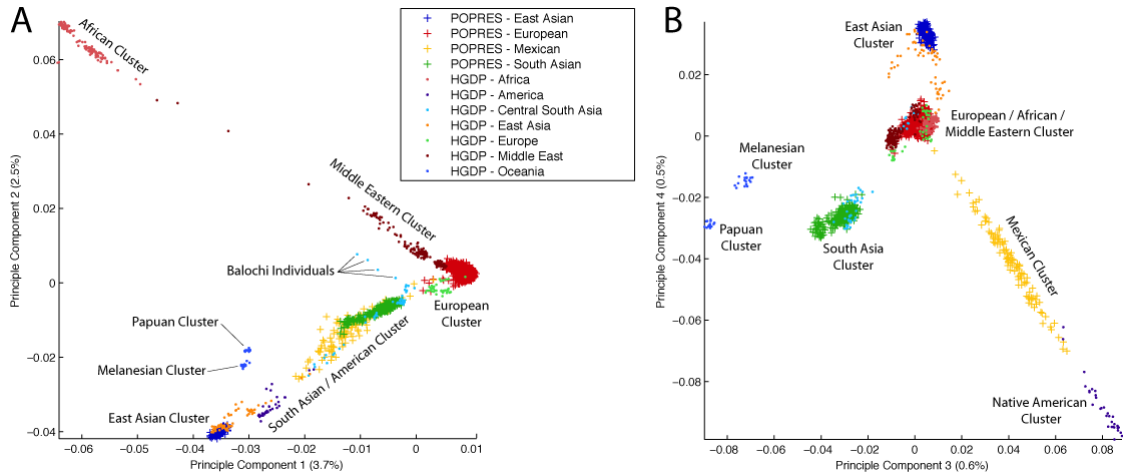 A
African Cluster
0.06
0.04
0.02
0
−0.02
−0.04
Principle Component 2 (2.5%)
POPRES - East Asian
POPRES - European
POPRES - Mexican
POPRES - South Asian
HGDP - Africa
HGDP - America
HGDP - Central South Asia
HGDP - East Asia
HGDP - Europe
HGDP - Middle East
HGDP - Oceania
Middle Eastern Cluster
Balochi Individuals
European
Cluster
Papuan Cluster
Melanesian Cluster
South Asian / American Cluster
East Asian Cluster
−0.06 −0.05 −0.04 −0.03 −0.02 −0.01 0 0.01
Principle Component 1 (3.7%)
B
East Asian
Cluster
0.02
0
−0.02
−0.04
−0.06
−0.08
Principle Component 4 (0.5%)
European / African /
Middle Eastern Cluster
Melanesian
Cluster
Papuan
Cluster
South Asia
Cluster
Mexican Cluster
Native American
Cluster
−0.08 −0.06 −0.04 −0.02 0 0.02 0.04 0.06 0.08
Principle Component 3 (0.6%)